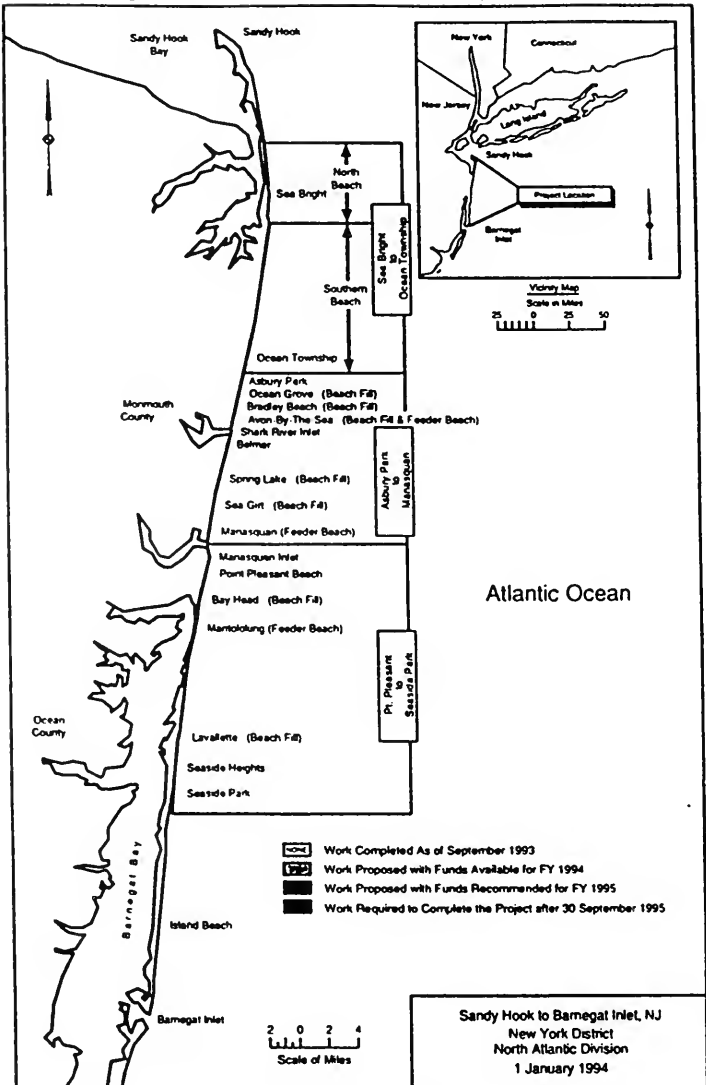 Sandy Hook
Bay
Sandy Hook
North
Beach
Sea Bright
Southern
Beach
Sea Bright
to
Ocean Township
Ocean Township
Asbury Park
Ocean Grove (Beach Fill)
Bradley Beach (Beach Fill)
Avon-By-The Sea (Beach Fill & Feeder Beach)
Monmouth
County
Shark River Inlet
Belmer
Asbury Park
to
Manasquan
Spring Lake (Beach Fill)
Sea Girt (Beach Fill)
Manasquan (Feeder Beach)
Manasquan Inlet
Point Pleasant Beach
Bay Head (Beach Fill)
Mantololung (Feeder Beach)
Pt. Pleasant
to
Seaside Park
Ocean
County
Lavallette (Beach Fill)
Seaside Heights
Seaside Park
Barnegat Bay
Island Beach
Barnegat Inlet
Atlantic Ocean
New York
Connecticut
New Jersey
Long Island
Sandy Hook
Project Location
Barnegat
Inlet
Vicinity Map
Scale in Miles
25 0 25 50
Work Completed As of September 1993
Work Proposed with Funds Available for FY 1994
Work Proposed with Funds Recommended for FY 1995
Work Required to Complete the Project after 30 September 1995
2 0 2 4
Scale of Miles
Sandy Hook to Barnegat Inlet, NJ
New York District
North Atlantic Division
1 January 1994